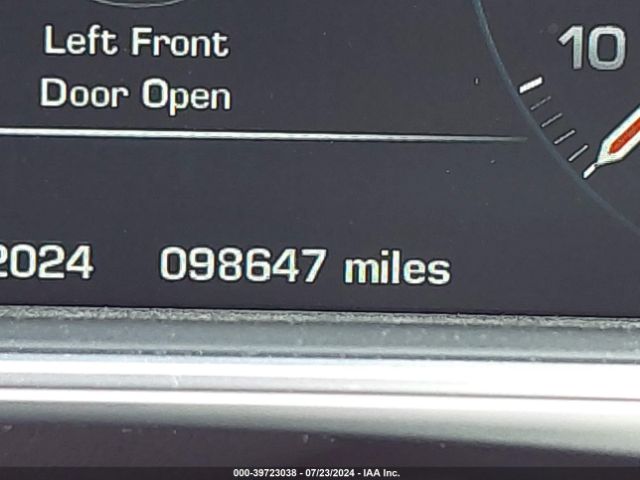 Left Front
10
Door Open
2024 098647 miles
000-39723038 - 07/23/2024 - IAA Inc.